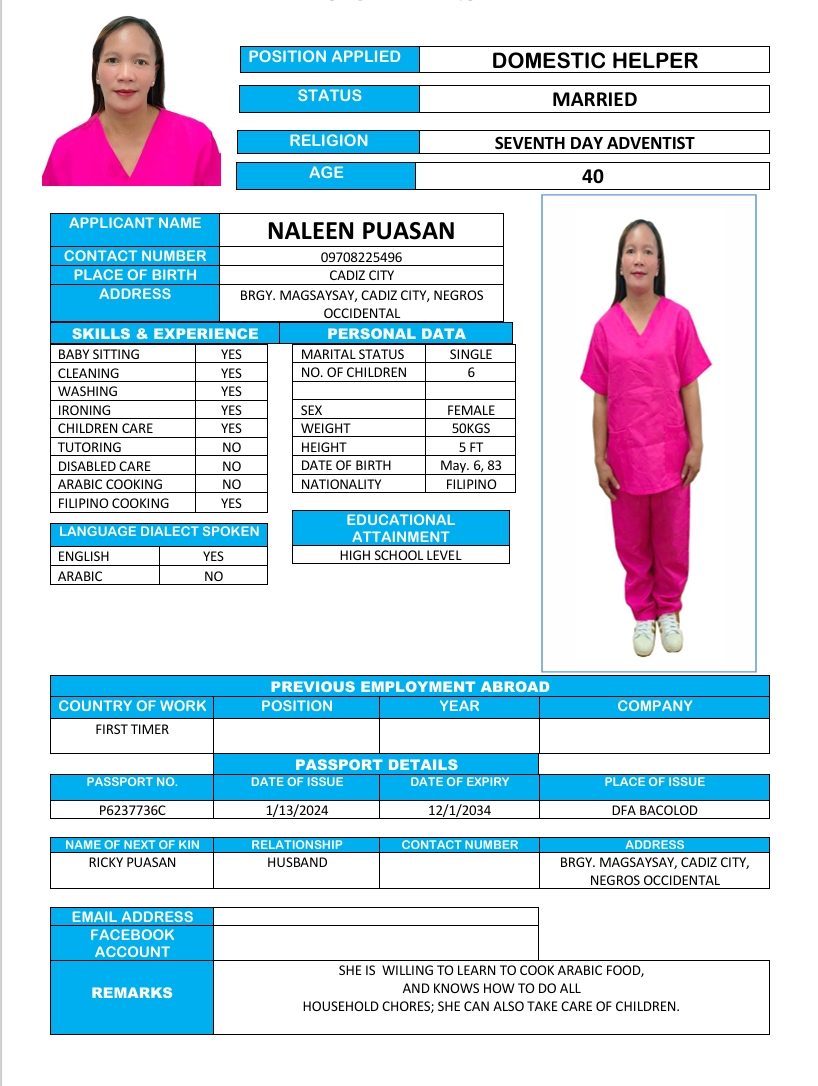 POSITION APPLIED DOMESTIC HELPER
STATUS MARRIED
RELIGION SEVENTH DAY ADVENTIST
AGE 40
APPLICANT NAME NALEEN PUASAN
CONTACT NUMBER 09708225496
PLACE OF BIRTH CADIZ CITY
ADDRESS BRGY. MAGSAYSAY, CADIZ CITY, NEGROS
OCCIDENTAL
SKILLS & EXPERIENCE PERSONAL DATA
BABY SITTING YES MARITAL STATUS SINGLE
CLEANING YES NO. OF CHILDREN 6
WASHING YES
IRONING YES SEX FEMALE
CHILDREN CARE YES WEIGHT 50KGS
TUTORING NO HEIGHT 5 FT
DISABLED CARE NO DATE OF BIRTH May. 6, 83
ARABIC COOKING NO NATIONALITY FILIPINO
FILIPINO COOKING YES
LANGUAGE DIALECT SPOKEN
ENGLISH YES
ARABIC NO
EDUCATIONAL
ATTAINMENT
HIGH SCHOOL LEVEL
PREVIOUS EMPLOYMENT ABROAD
COUNTRY OF WORK POSITION YEAR COMPANY
FIRST TIMER
PASSPORT DETAILS
PASSPORT NO. DATE OF ISSUE DATE OF EXPIRY PLACE OF ISSUE
P6237736C 1/13/2024 12/1/2034 DFA BACOLOD
NAME OF NEXT OF KIN RELATIONSHIP CONTACT NUMBER ADDRESS
RICKY PUASAN HUSBAND BRGY. MAGSAYSAY, CADIZ CITY,
NEGROS OCCIDENTAL
EMAIL ADDRESS
FACEBOOK
ACCOUNT
REMARKS
SHE IS WILLING TO LEARN TO COOK ARABIC FOOD,
AND KNOWS HOW TO DO ALL
HOUSEHOLD CHORES; SHE CAN ALSO TAKE CARE OF CHILDREN.